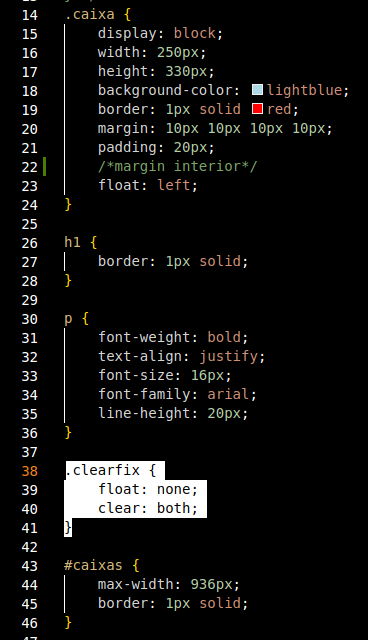 14 .caixa {
15     display: block;
16     width: 250px;
17     height: 330px;
18     background-color: lightblue;
19     border: 1px solid red;
20     margin: 10px 10px 10px 10px;
21     padding: 20px;
22     /*margin interior*/
23     float: left;
24 }
25
26 h1 {
27     border: 1px solid;
28 }
29
30 p {
31     font-weight: bold;
32     text-align: justify;
33     font-size: 16px;
34     font-family: arial;
35     line-height: 20px;
36 }
37
38 .clearfix {
39     float: none;
40     clear: both;
41 }
42
43 #caixas {
44     max-width: 936px;
45     border: 1px solid;
46 }